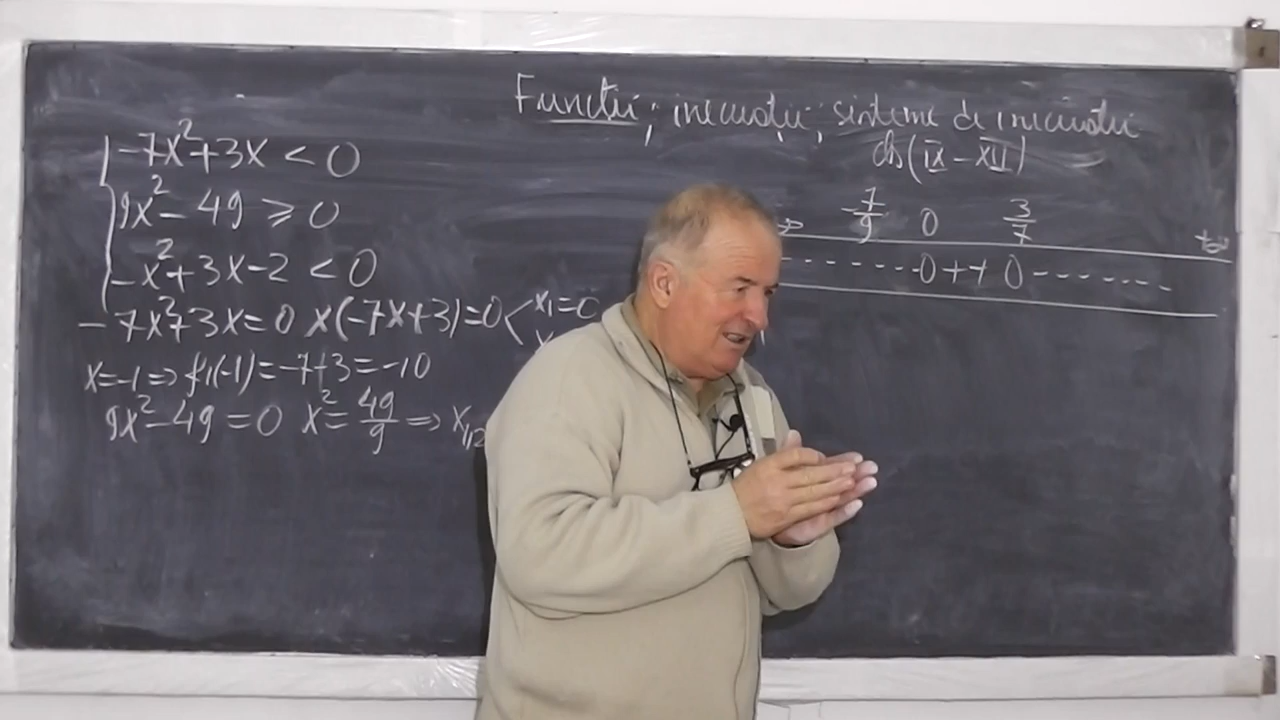 Funcții; inecuații; sisteme de inecuații
cls (IX - XII)
-7x²+3x < 0
9x² - 49 ⩾ 0
-x²+3x-2 < 0
-7x²+3x=0 x(-7x+3)=0 < x₁=0
x=-1 => f₁(-1)=-7+3=-10
9x²-49=0 x²=49/9 => x₁,₂
-7/9 0 3/7 +∞
-------0++0-------